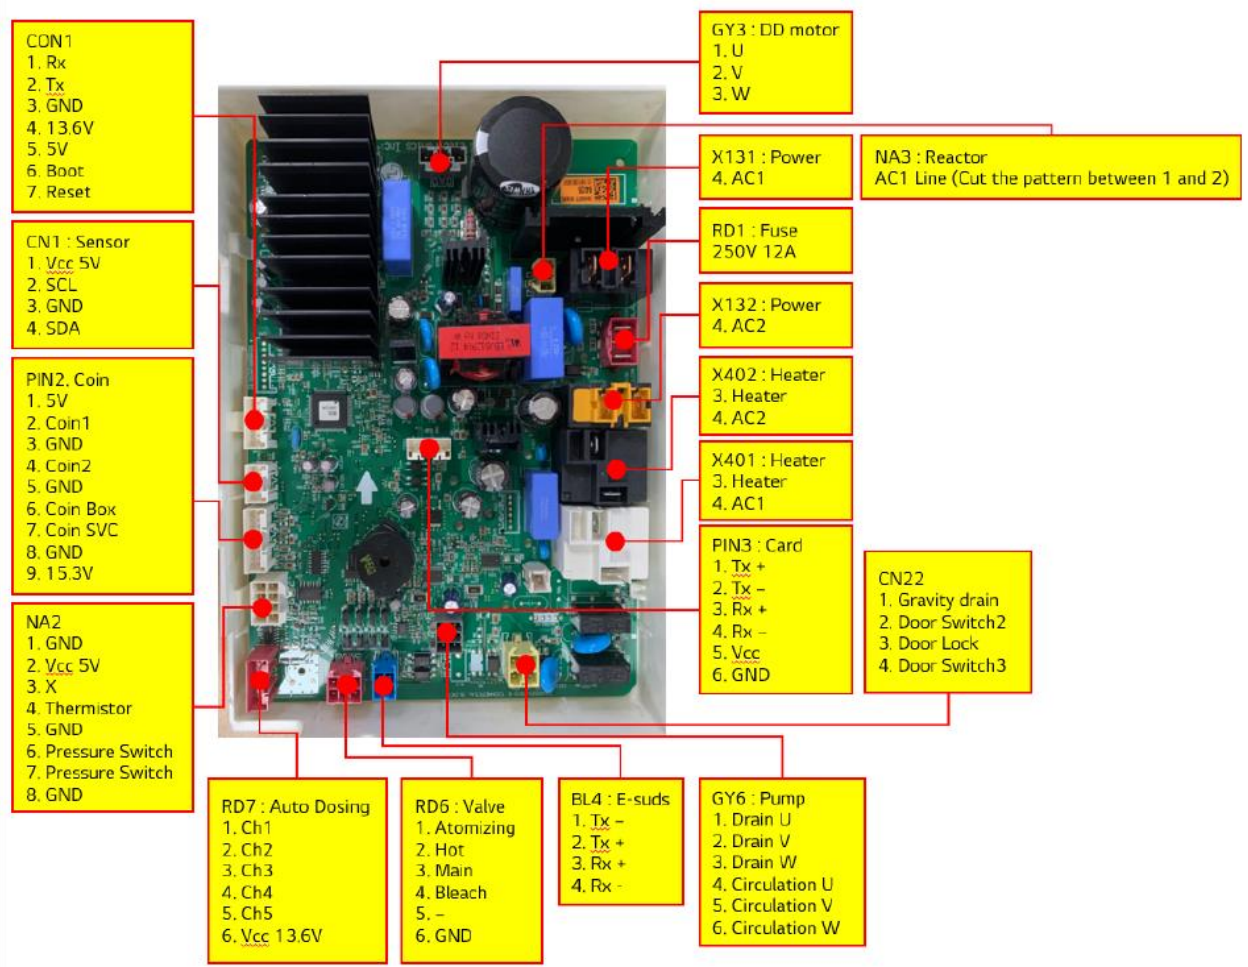 CON1
1. Rx
2. Tx
3. GND
4. 13.6V
5. 5V
6. Boot
7. Reset
CN1 : Sensor
1. Vcc 5V
2. SCL
3. GND
4. SDA
PIN2. Coin
1. 5V
2. Coin1
3. GND
4. Coin2
5. GND
6. Coin Box
7. Coin SVC
8. GND
9. 15.3V
NA2
1. GND
2. Vcc 5V
3. X
4. Thermistor
5. GND
6. Pressure Switch
7. Pressure Switch
8. GND
GY3 : DD motor
1. U
2. V
3. W
X131 : Power
4. AC1
NA3 : Reactor
AC1 Line (Cut the pattern between 1 and 2)
RD1 : Fuse
250V 12A
X132 : Power
4. AC2
X402 : Heater
3. Heater
4. AC2
X401 : Heater
3. Heater
4. AC1
PIN3 : Card
1. Tx +
2. Tx –
3. Rx +
4. Rx –
5. Vcc
6. GND
CN22
1. Gravity drain
2. Door Switch2
3. Door Lock
4. Door Switch3
RD7 : Auto Dosing
1. Ch1
2. Ch2
3. Ch3
4. Ch4
5. Ch5
6. Vcc 13.6V
RD6 : Valve
1. Atomizing
2. Hot
3. Main
4. Bleach
5. –
6. GND
BL4 : E-suds
1. Tx –
2. Tx +
3. Rx +
4. Rx -
GY6 : Pump
1. Drain U
2. Drain V
3. Drain W
4. Circulation U
5. Circulation V
6. Circulation W